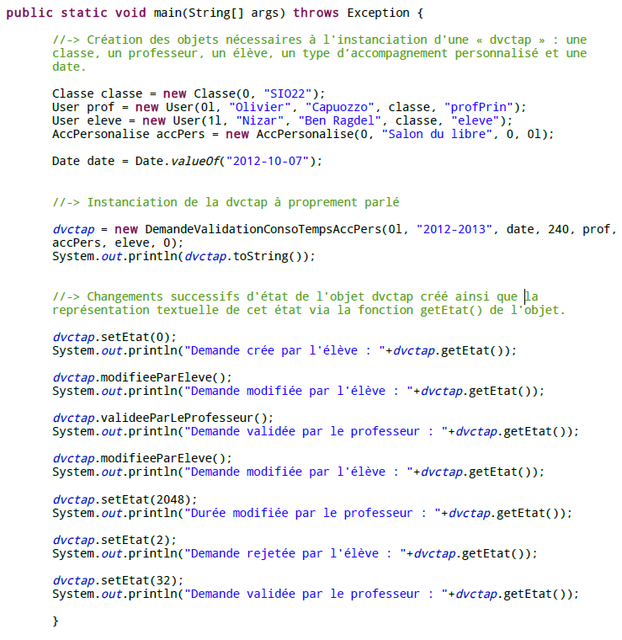 public static void main(String[] args) throws Exception {
//-> Création des objets nécessaires à l'instanciation d'une « dvctap » : une
classe, un professeur, un élève, un type d'accompagnement personnalisé et une
date.
Classe classe = new Classe(0, "SIO22");
User prof = new User(0l, "Olivier", "Capuozzo", classe, "profPrin");
User eleve = new User(1l, "Nizar", "Ben Ragdel", classe, "eleve");
AccPersonalise accPers = new AccPersonalise(0, "Salon du libre", 0, 0l);
Date date = Date.valueOf("2012-10-07");
//-> Instanciation de la dvctap à proprement parlé
dvctap = new DemandeValidationConsoTempsAccPers(0l, "2012-2013", date, 240, prof,
accPers, eleve, 0);
System.out.println(dvctap.toString());
//-> Changements successifs d'état de l'objet dvctap créé ainsi que la
représentation textuelle de cet état via la fonction getEtat() de l'objet.
dvctap.setEtat(0);
System.out.println("Demande crée par l'élève : "+dvctap.getEtat());
dvctap.modifieeParEleve();
System.out.println("Demande modifiée par l'élève : "+dvctap.getEtat());
dvctap.valideeParLeProfesseur();
System.out.println("Demande validée par le professeur : "+dvctap.getEtat());
dvctap.modifieeParEleve();
System.out.println("Demande modifiée par l'élève : "+dvctap.getEtat());
dvctap.setEtat(2048);
System.out.println("Durée modifiée par le professeur : "+dvctap.getEtat());
dvctap.setEtat(2);
System.out.println("Demande rejetée par l'élève : "+dvctap.getEtat());
dvctap.setEtat(32);
System.out.println("Demande validée par le professeur : "+dvctap.getEtat());
}